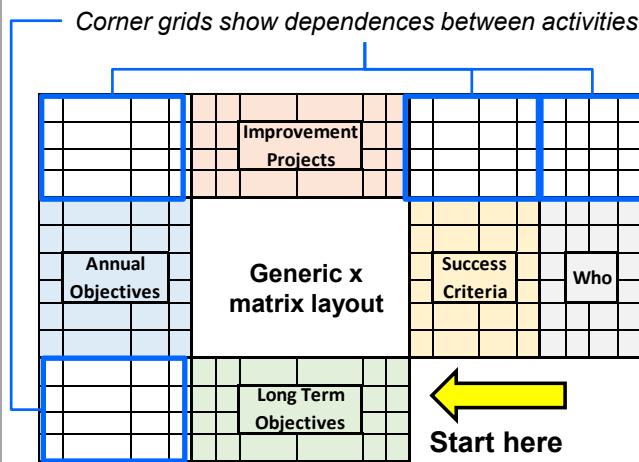 Corner grids show dependences between activities
Improvement
Projects
Annual
Objectives
Generic x
matrix layout
Success
Criteria
Who
Long Term
Objectives
Start here